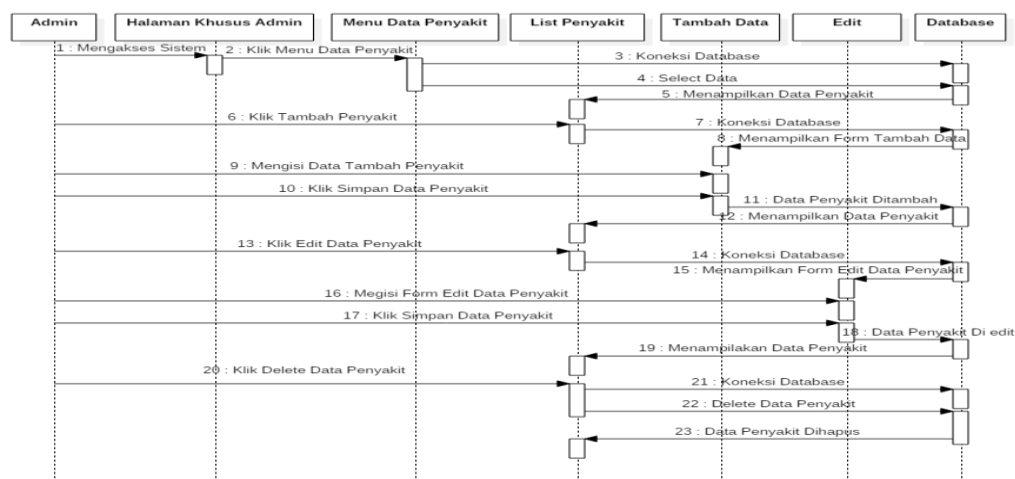 Admin
Halaman Khusus Admin
Menu Data Penyakit
List Penyakit
Tambah Data
Edit
Database
1 : Mengakses Sistem
2 : Klik Menu Data Penyakit
3 : Koneksi Database
4 : Select Data
5 : Menampilkan Data Penyakit
6 : Klik Tambah Penyakit
7 : Koneksi Database
8 : Menampilkan Form Tambah Data
9 : Mengisi Data Tambah Penyakit
10 : Klik Simpan Data Penyakit
11 : Data Penyakit Ditambah
12 : Menampilkan Data Penyakit
13 : Klik Edit Data Penyakit
14 : Koneksi Database
15 : Menampilkan Form Edit Data Penyakit
16 : Megisi Form Edit Data Penyakit
17 : Klik Simpan Data Penyakit
18 : Data Penyakit Di edit
19 : Menampilakan Data Penyakit
20 : Klik Delete Data Penyakit
21 : Koneksi Database
22 : Delete Data Penyakit
23 : Data Penyakit Dihapus